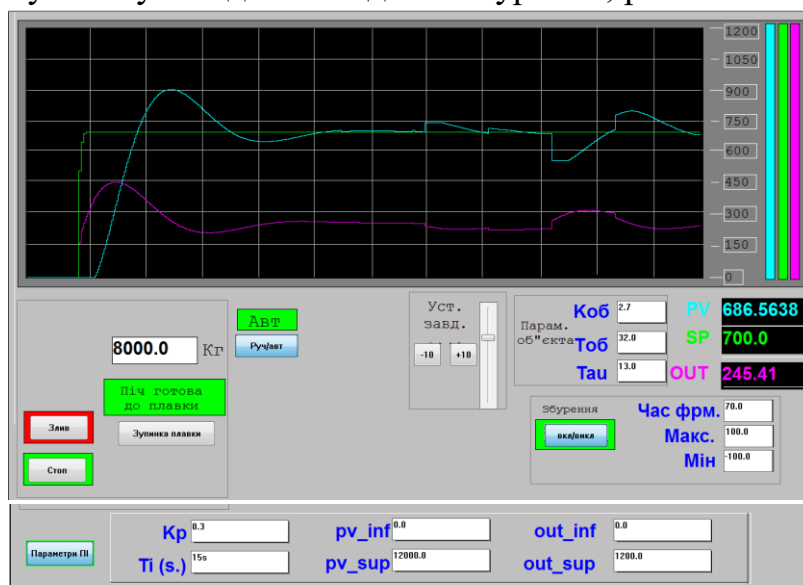 1200
1050
900
750
600
450
300
150
0
Авт
Руч/авт
8000.0 Кг
Піч готова
до плавки
Злив
Зупинка плавки
Стоп
Уст.
завд.
-10 +10
Парам.
об"єкта
Kоб 2.7
Тоб 32.0
Tau 13.0
PV 686.5638
SP 700.0
OUT 245.41
Збурення
вкл/викл
Час фрм. 70.0
Макс. 100.0
Мін -100.0
Параметри ПІ
Kp 0.3
Ti (s.) 15s
pv_inf 0.0
pv_sup 12000.0
out_inf 0.0
out_sup 1200.0